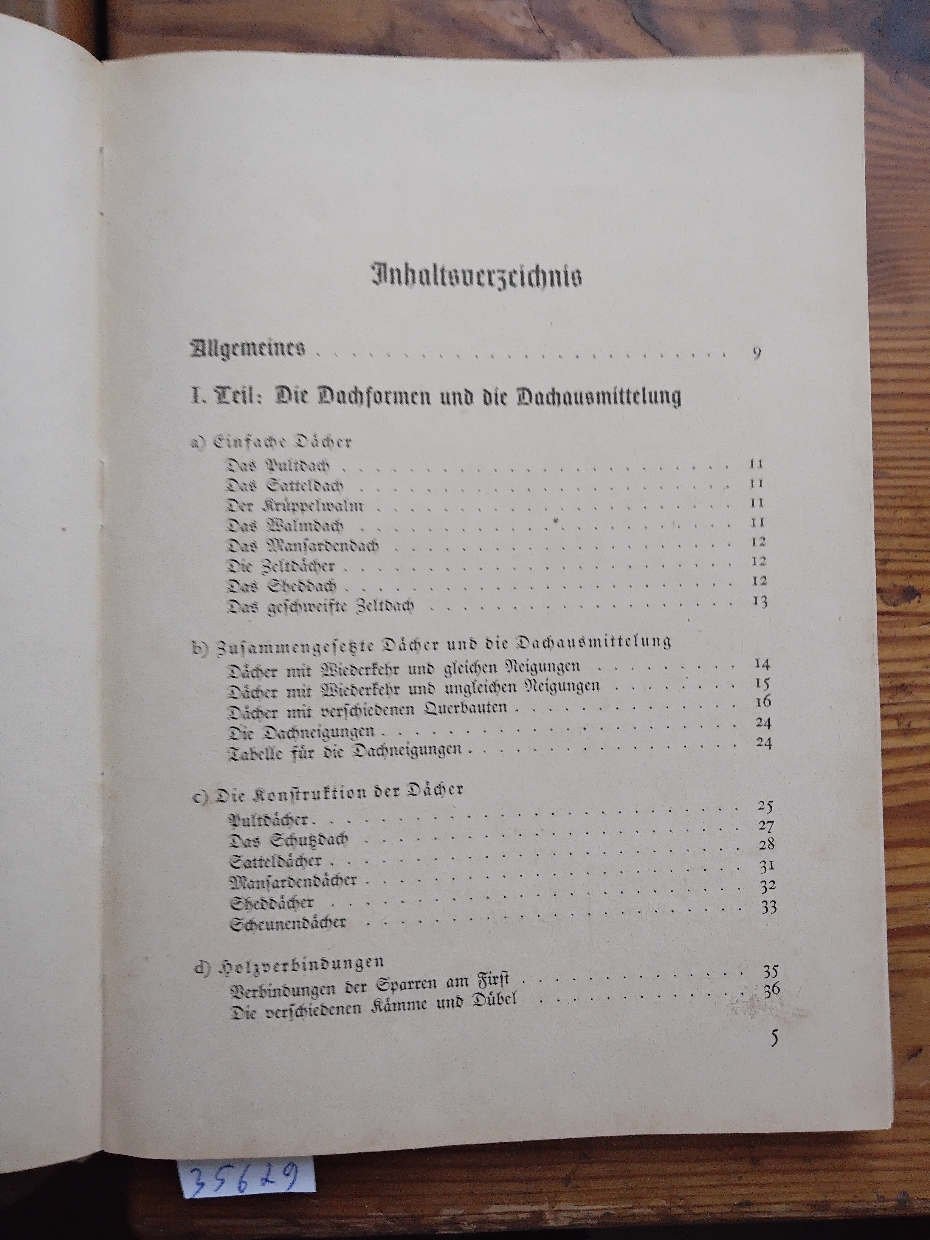 Inhaltsverzeichnis
Allgemeines . . . . . . . . . . . . . . . . . . . . . . 9
I. Teil: Die Dachformen und die Dachausmittelung
a) Einfache Dächer
Das Pultdach . . . . . . . . . . . . . . . . . . . . 11
Das Satteldach . . . . . . . . . . . . . . . . . . . 11
Der Krüppelwalm . . . . . . . . . . . . . . . . . . 11
Das Walmdach . . . . . . . . . . . . . . . . . . . 11
Das Mansardendach . . . . . . . . . . . . . . . . . 12
Die Zeltdächer . . . . . . . . . . . . . . . . . . . . 12
Das Sheddach . . . . . . . . . . . . . . . . . . . . 12
Das geschweifte Zeltdach . . . . . . . . . . . . . . . 13
b) Zusammengesetzte Dächer und die Dachausmittelung
Dächer mit Wiederkehr und gleichen Neigungen . . . . . . . . 14
Dächer mit Wiederkehr und ungleichen Neigungen . . . . . . . 15
Dächer mit verschiedenen Querbauten . . . . . . . . . . . 16
Die Dachneigungen . . . . . . . . . . . . . . . . . . 24
Tabelle für die Dachneigungen . . . . . . . . . . . . . . 24
c) Die Konstruktion der Dächer
Pultdächer . . . . . . . . . . . . . . . . . . . . . 25
Das Schutzdach . . . . . . . . . . . . . . . . . . . 27
Satteldächer . . . . . . . . . . . . . . . . . . . . 28
Mansardendächer . . . . . . . . . . . . . . . . . . . 31
Sheddächer . . . . . . . . . . . . . . . . . . . . 32
Scheunendächer . . . . . . . . . . . . . . . . . . . 33
d) Holzverbindungen
Verbindungen der Sparren am First . . . . . . . . . . . . 35
Die verschiedenen Kämme und Dübel . . . . . . . . . . . 36
5
35629